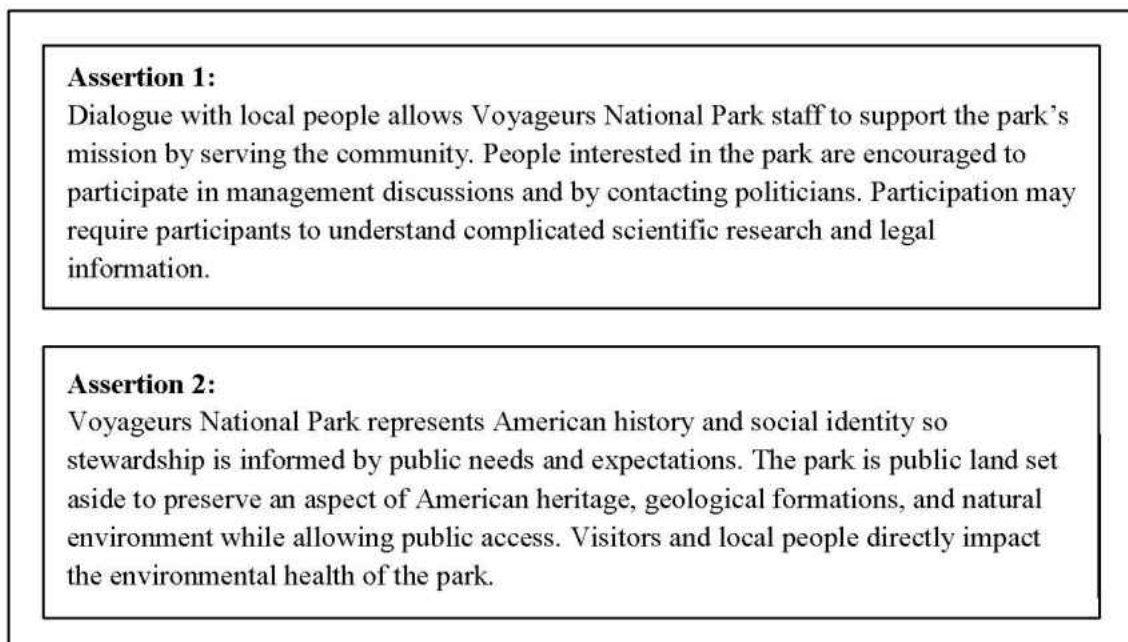 Assertion 1:
Dialogue with local people allows Voyageurs National Park staff to support the park’s
mission by serving the community. People interested in the park are encouraged to
participate in management discussions and by contacting politicians. Participation may
require participants to understand complicated scientific research and legal
information.
Assertion 2:
Voyageurs National Park represents American history and social identity so
stewardship is informed by public needs and expectations. The park is public land set
aside to preserve an aspect of American heritage, geological formations, and natural
environment while allowing public access. Visitors and local people directly impact
the environmental health of the park.